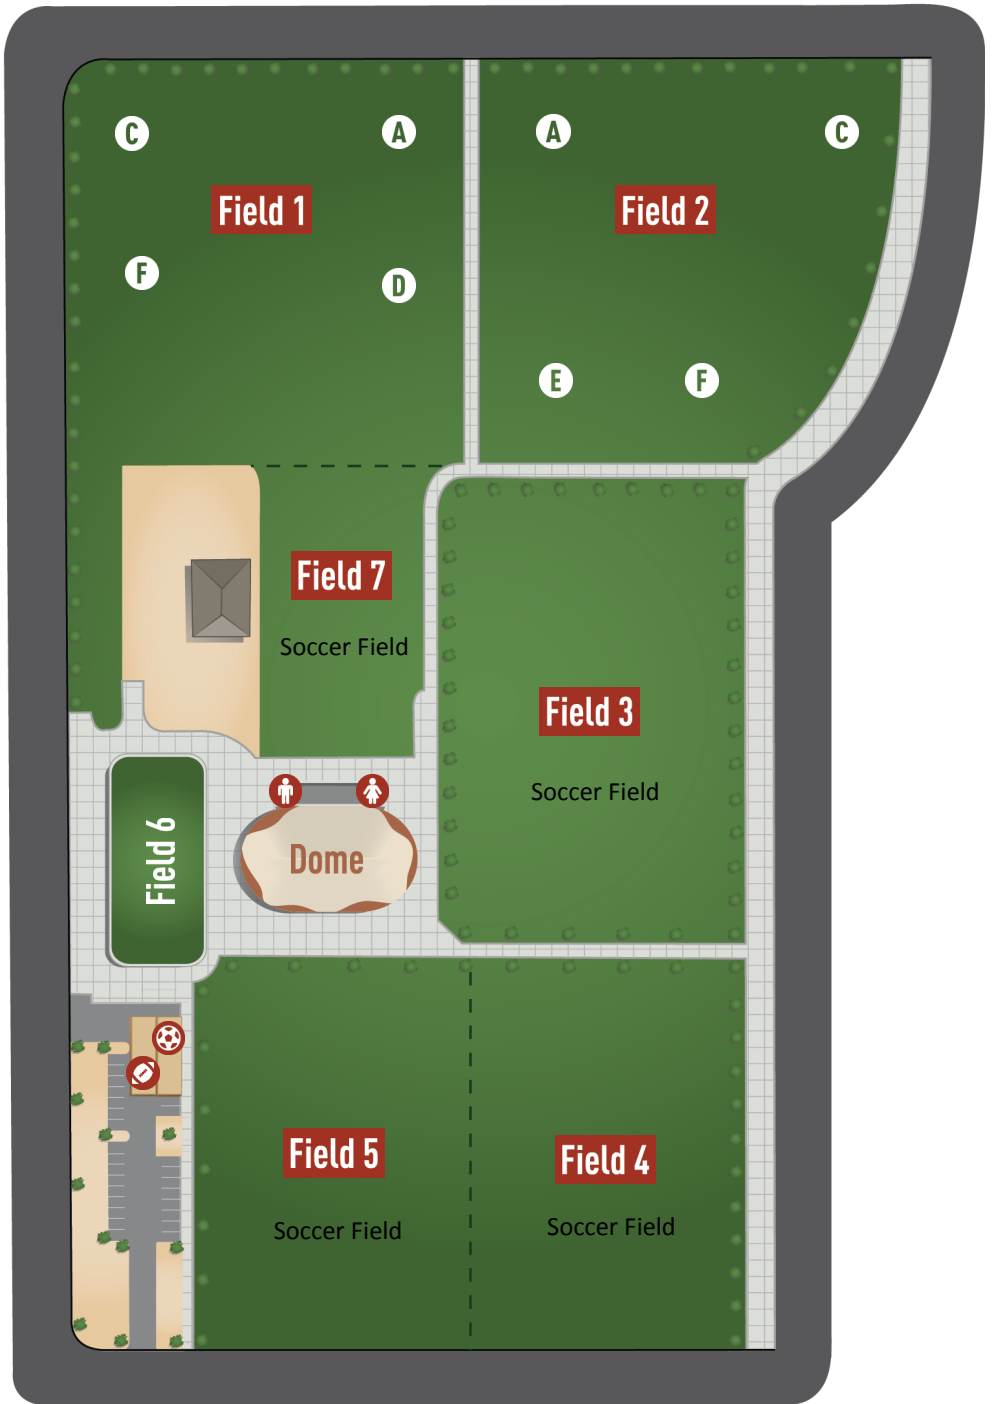 C
A
A
C
Field 1
Field 2
F
D
E
F
Field 7
Soccer Field
Field 3
Soccer Field
Field 6
Dome
Field 5
Field 4
Soccer Field
Soccer Field